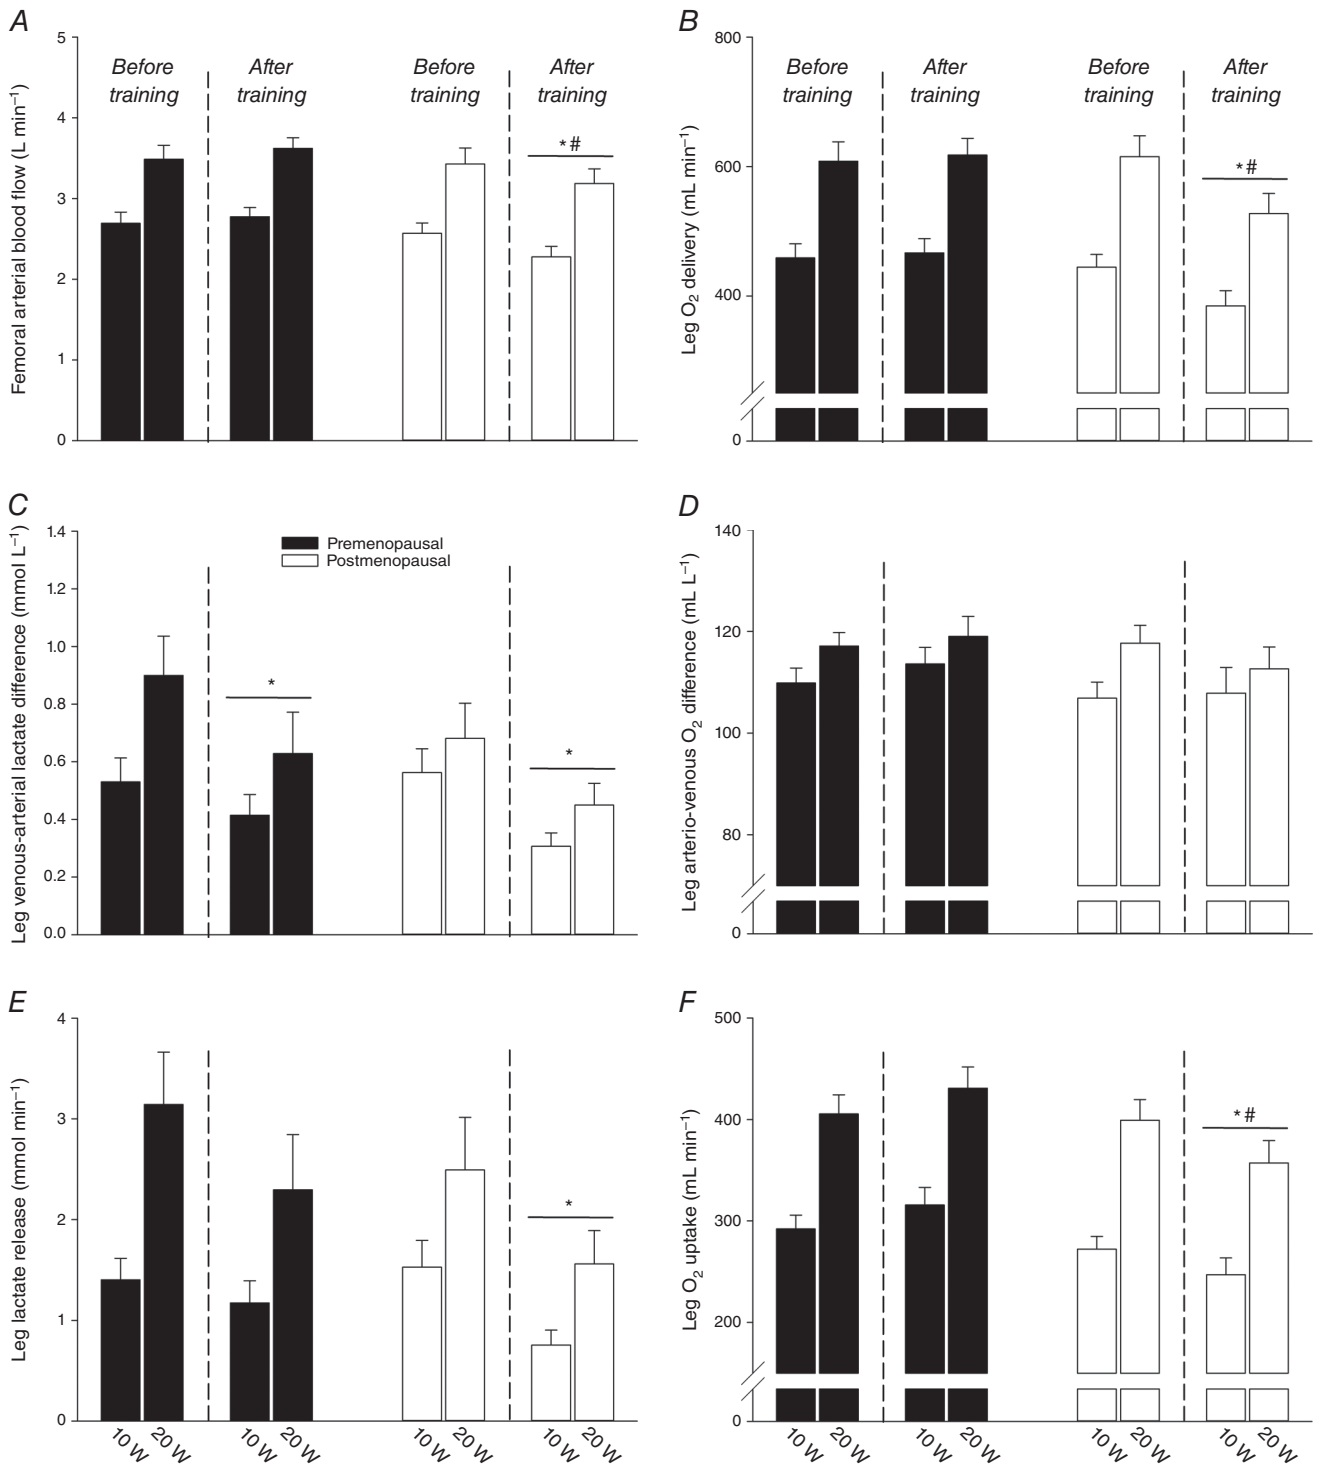 A
Femoral arterial blood flow (L min⁻¹)
5
4
3
2
1
0
Before training
After training
Before training
After training
*#
B
Leg O₂ delivery (mL min⁻¹)
800
600
400
0
Before training
After training
Before training
After training
*#
C
Leg venous-arterial lactate difference (mmol L⁻¹)
1.4
1.2
1.0
0.8
0.6
0.4
0.2
0.0
Premenopausal
Postmenopausal
*
*
D
Leg arterio-venous O₂ difference (mL L⁻¹)
140
120
100
80
0
E
Leg lactate release (mmol min⁻¹)
4
3
2
1
0
*
10 W 20 W 10 W 20 W 10 W 20 W 10 W 20 W
F
Leg O₂ uptake (mL min⁻¹)
500
400
300
200
0
*#
10 W 20 W 10 W 20 W 10 W 20 W 10 W 20 W